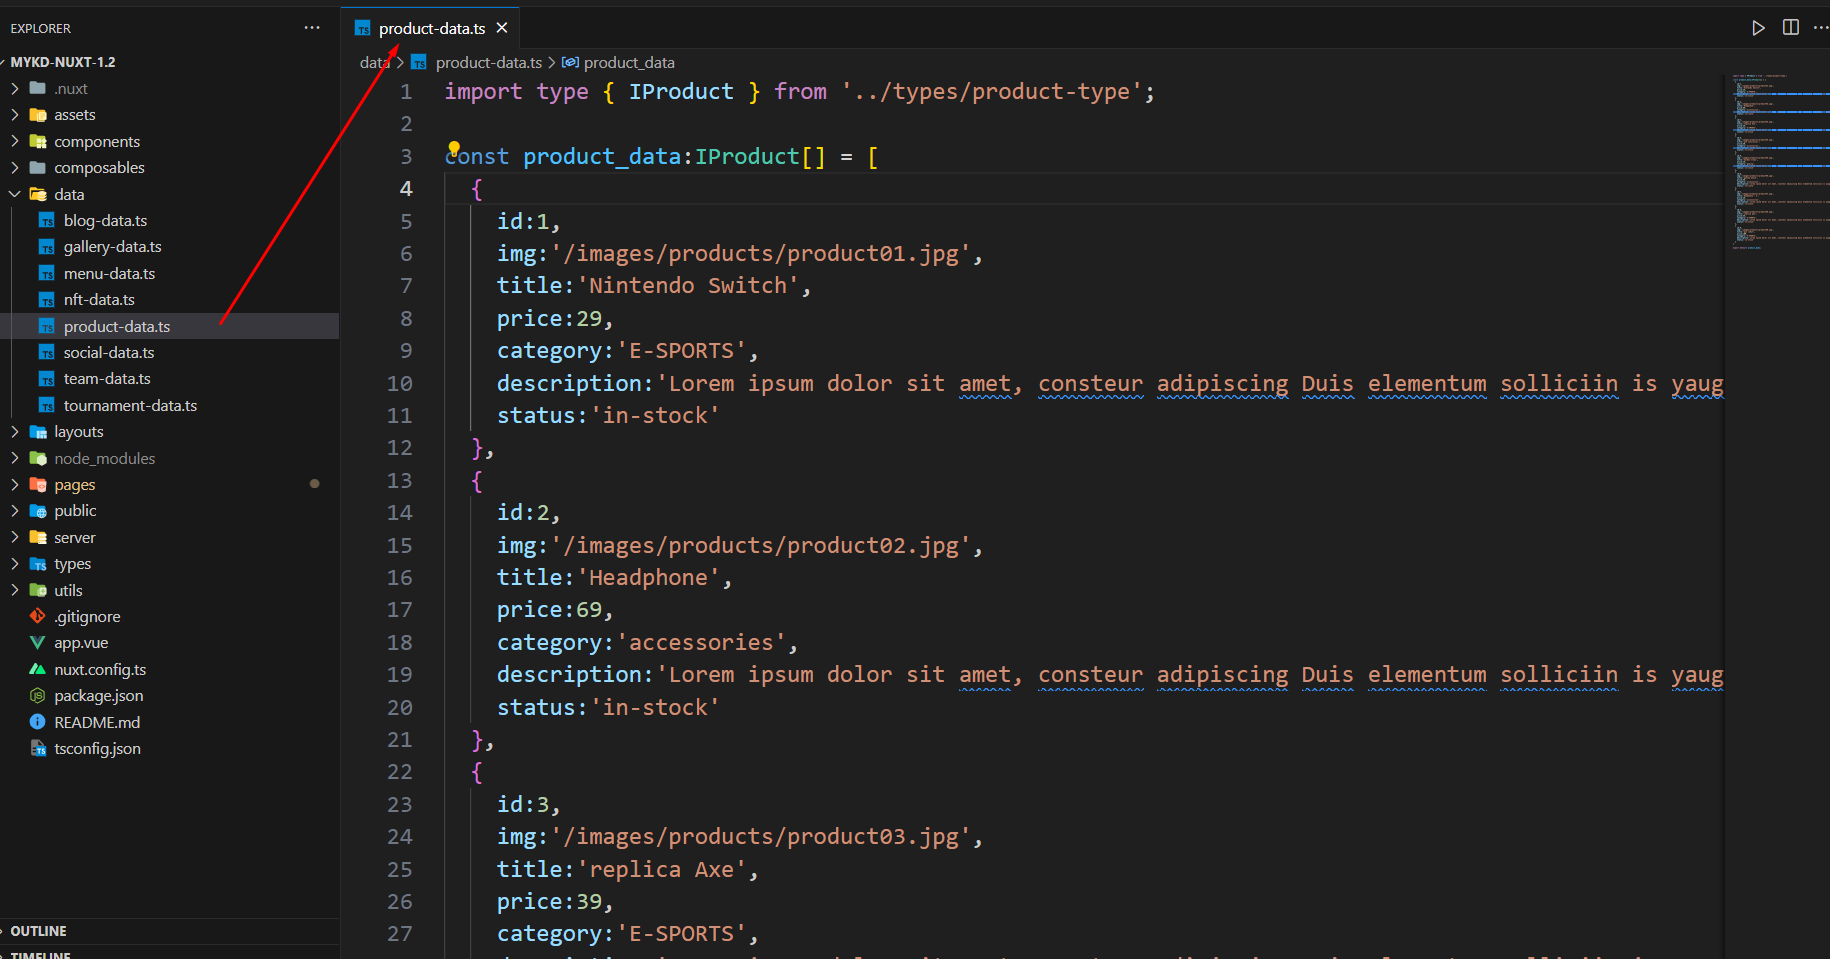 EXPLORER
MYKD-NUXT-1.2
.nuxt
assets
components
composables
data
blog-data.ts
gallery-data.ts
menu-data.ts
nft-data.ts
product-data.ts
social-data.ts
team-data.ts
tournament-data.ts
layouts
node_modules
pages
public
server
types
utils
.gitignore
app.vue
nuxt.config.ts
package.json
README.md
tsconfig.json
OUTLINE
TIMELINE
product-data.ts
data > product-data.ts > product_data
1 import type { IProduct } from '../types/product-type';
2
3 const product_data:IProduct[] = [
4 {
5 id:1,
6 img:'/images/products/product01.jpg',
7 title:'Nintendo Switch',
8 price:29,
9 category:'E-SPORTS',
10 description:'Lorem ipsum dolor sit amet, consteur adipiscing Duis elementum solliciin is yaug
11 status:'in-stock'
12 },
13 {
14 id:2,
15 img:'/images/products/product02.jpg',
16 title:'Headphone',
17 price:69,
18 category:'accessories',
19 description:'Lorem ipsum dolor sit amet, consteur adipiscing Duis elementum solliciin is yaug
20 status:'in-stock'
21 },
22 {
23 id:3,
24 img:'/images/products/product03.jpg',
25 title:'replica Axe',
26 price:39,
27 category:'E-SPORTS',